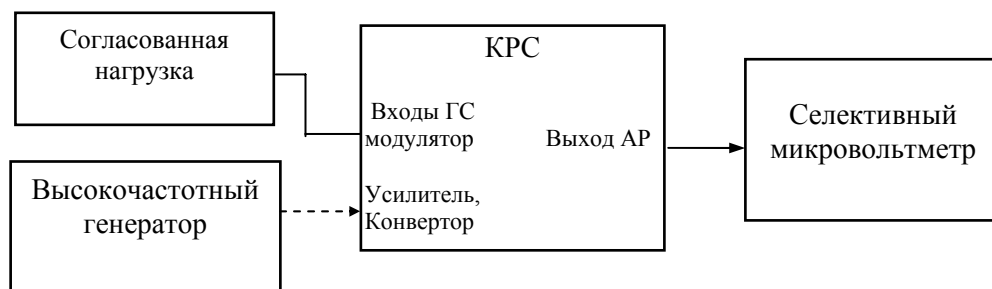 Согласованная
нагрузка
Высокочастотный
генератор
КРС
Входы ГС
модулятор
Выход АР
Усилитель,
Конвертор
Селективный
микровольтметр